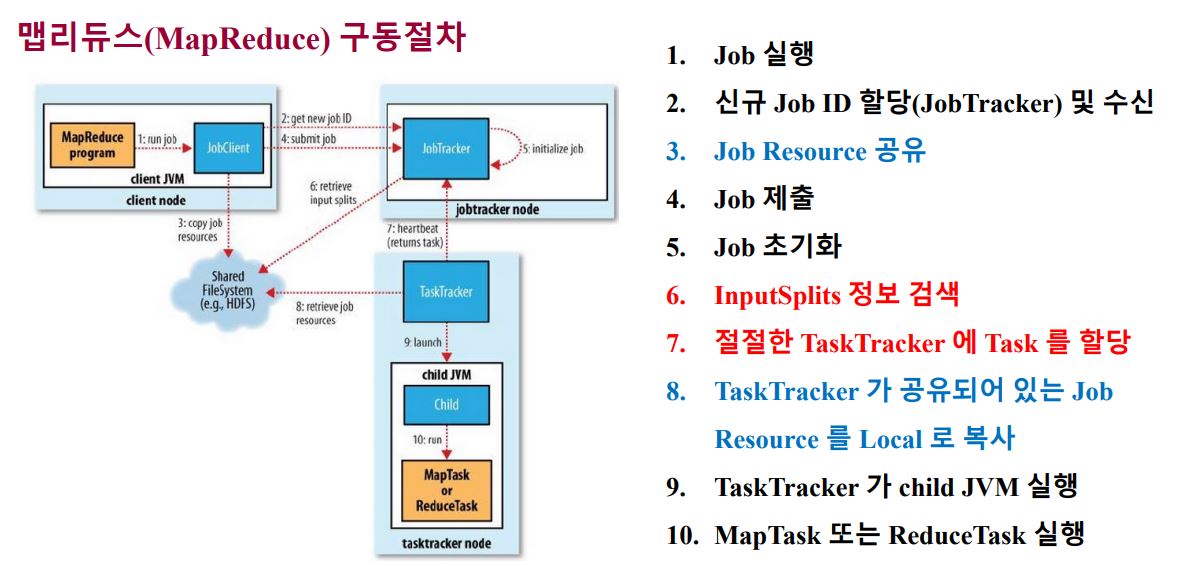 맵리듀스(MapReduce) 구동절차
MapReduce
program
1: run job
JobClient
client JVM
client node
2: get new job ID
4: submit job
JobTracker
5: initialize job
jobtracker node
3: copy job
resources
6: retrieve
input splits
7: heartbeat
(returns task)
Shared
FileSystem
(e.g., HDFS)
8: retrieve job
resources
TaskTracker
9: launch
child JVM
Child
10: run
MapTask
or
ReduceTask
tasktracker node
1. Job 실행
2. 신규 Job ID 할당(JobTracker) 및 수신
3. Job Resource 공유
4. Job 제출
5. Job 초기화
6. InputSplits 정보 검색
7. 절절한 TaskTracker 에 Task 를 할당
8. TaskTracker 가 공유되어 있는 Job
Resource 를 Local 로 복사
9. TaskTracker 가 child JVM 실행
10. MapTask 또는 ReduceTask 실행